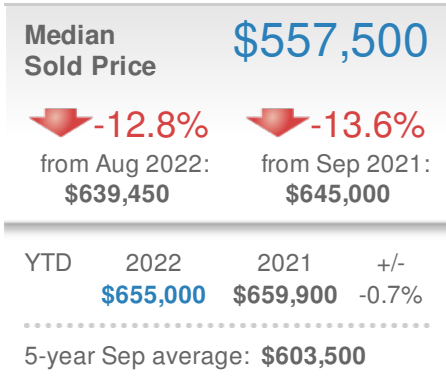 Median $557,500
Sold Price
-12.8% -13.6%
from Aug 2022: from Sep 2021:
$639,450 $645,000
YTD 2022 2021 +/-
$655,000 $659,900 -0.7%
5-year Sep average: $603,500